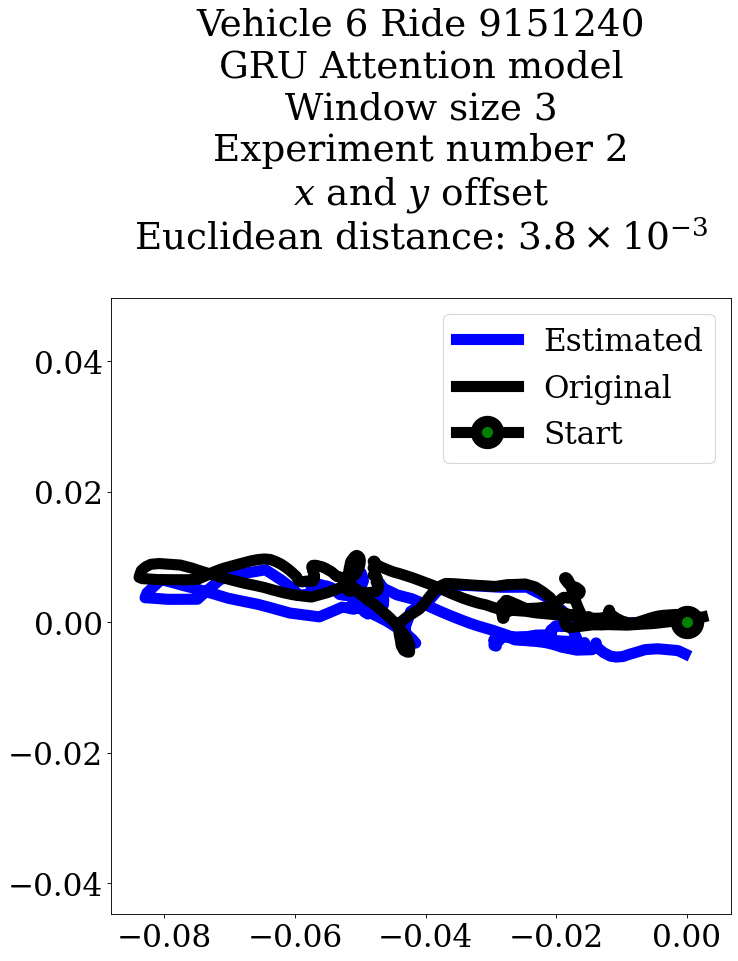 Vehicle 6 Ride 9151240
GRU Attention model
Window size 3
Experiment number 2
x and y offset
Euclidean distance: 3.8 × 10⁻³
Estimated
Original
Start
0.04
0.02
0.00
−0.02
−0.04
−0.08 −0.06 −0.04 −0.02 0.00